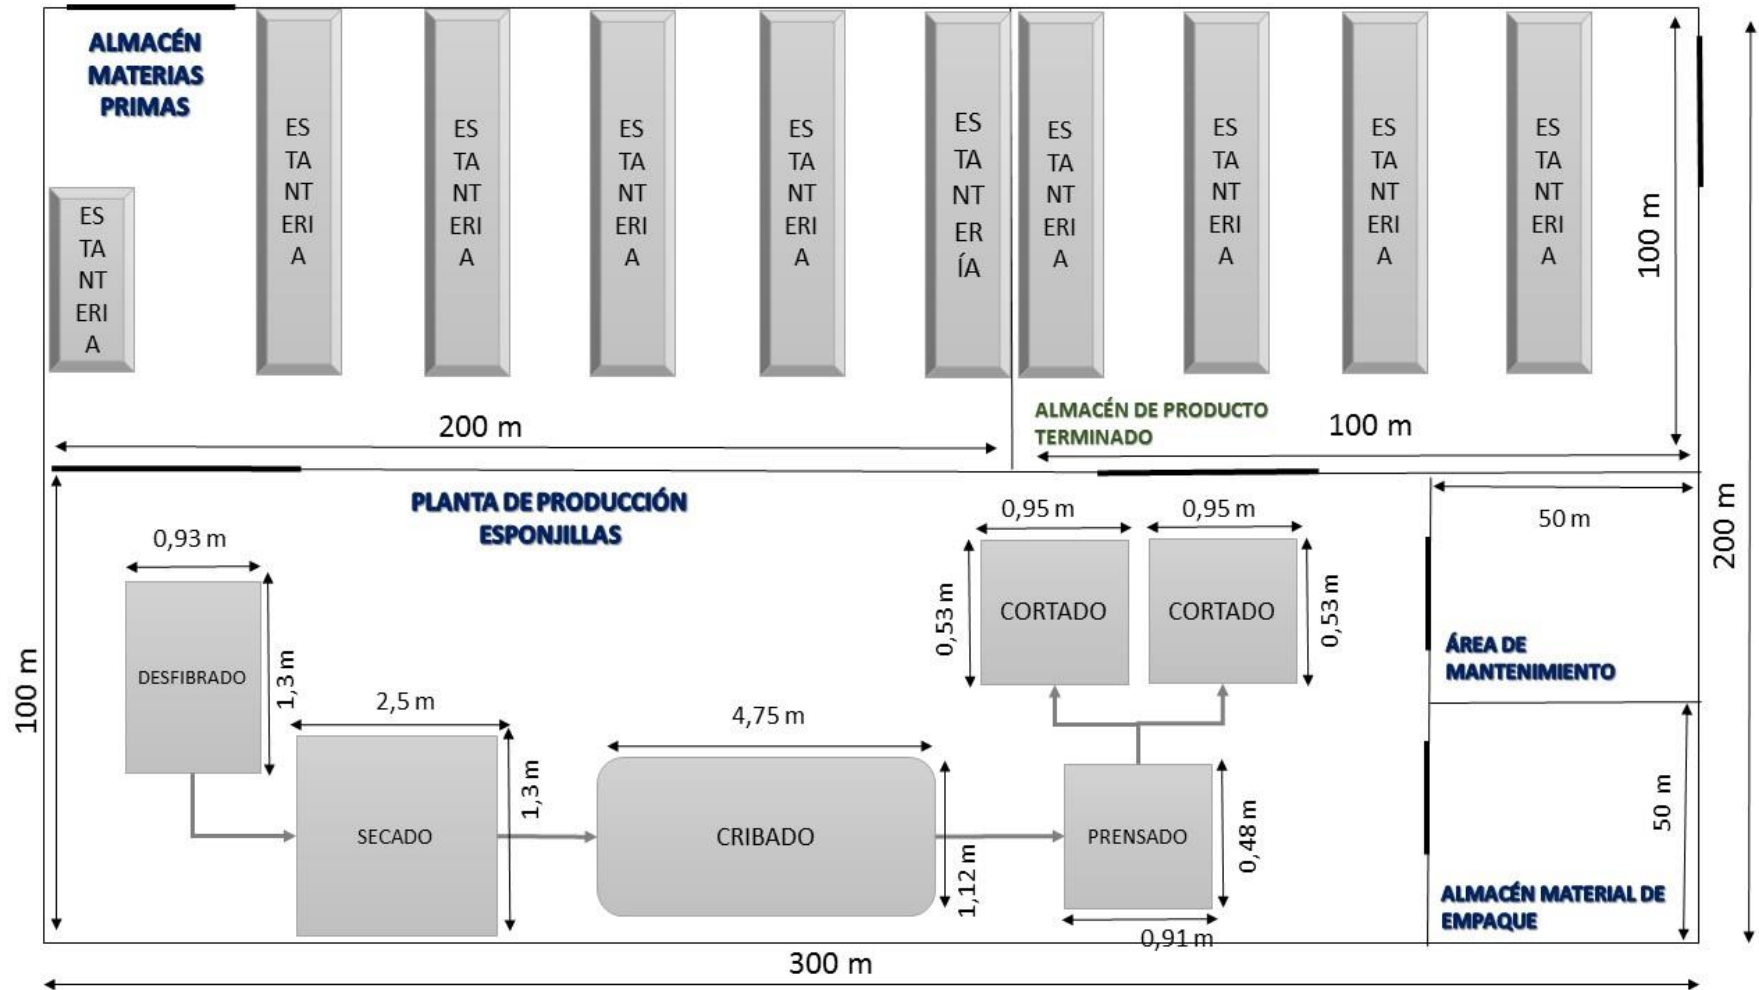 ALMACÉN
MATERIAS
PRIMAS
ES
TA
NT
ERI
A
ES
TA
NT
ERI
A
ES
TA
NT
ERI
A
ES
TA
NT
ERI
A
ES
TA
NT
ERI
A
ES
TA
NT
ER
ÍA
ES
TA
NT
ERI
A
ES
TA
NT
ERI
A
ES
TA
NT
ERI
A
ES
TA
NT
ERI
A
100 m
200 m
ALMACÉN DE PRODUCTO
TERMINADO
100 m
200 m
PLANTA DE PRODUCCIÓN
ESPONJILLAS
50 m
0,93 m
1,3 m
DESFIBRADO
100 m
2,5 m
1,3 m
SECADO
4,75 m
1,12 m
CRIBADO
0,95 m
0,95 m
0,53 m
CORTADO
CORTADO
0,53 m
PRENSADO
0,48 m
0,91 m
ÁREA DE
MANTENIMIENTO
50 m
ALMACÉN MATERIAL DE
EMPAQUE
300 m